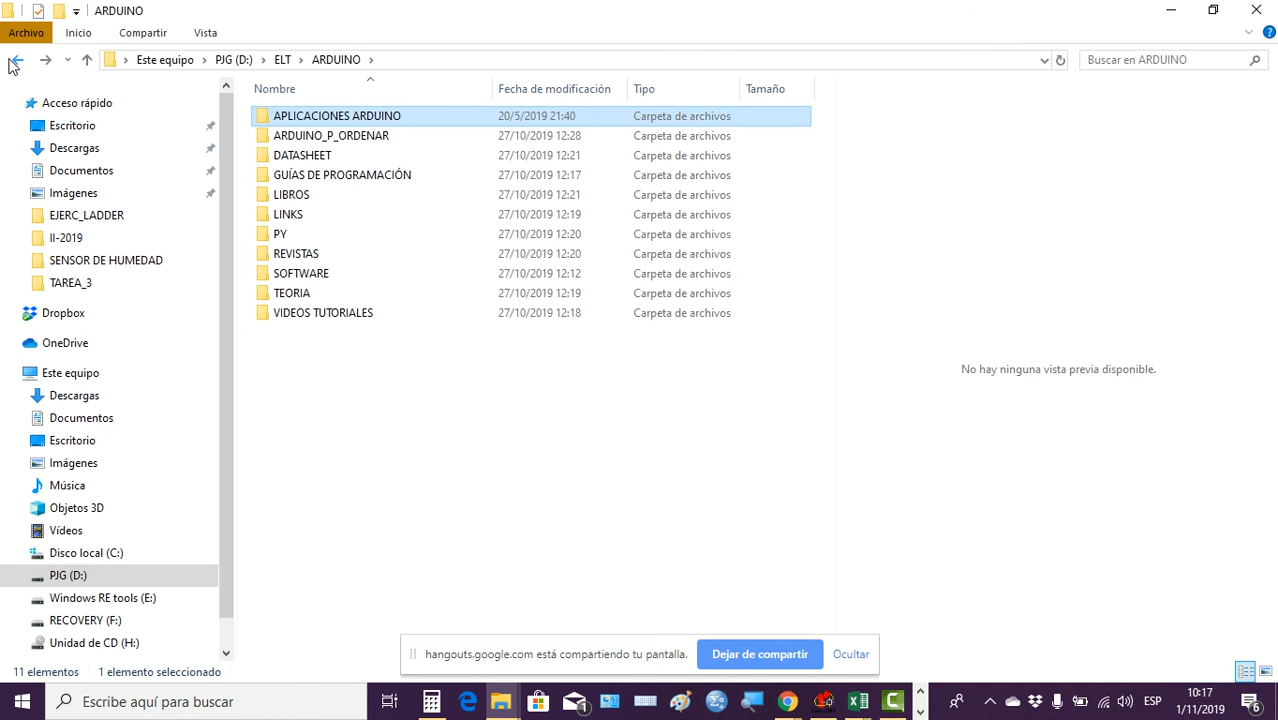 ARDUINO
Archivo Inicio Compartir Vista
Este equipo PJG (D:) ELT ARDUINO Buscar en ARDUINO
Nombre Fecha de modificación Tipo Tamaño
Acceso rápido
Escritorio
Descargas
Documentos
Imágenes
EJERC_LADDER
II-2019
SENSOR DE HUMEDAD
TAREA_3
Dropbox
OneDrive
Este equipo
Descargas
Documentos
Escritorio
Imágenes
Música
Objetos 3D
Vídeos
Disco local (C:)
PJG (D:)
Windows RE tools (E:)
RECOVERY (F:)
Unidad de CD (H:)
APLICACIONES ARDUINO 20/5/2019 21:40 Carpeta de archivos
ARDUINO_P_ORDENAR 27/10/2019 12:28 Carpeta de archivos
DATASHEET 27/10/2019 12:21 Carpeta de archivos
GUÍAS DE PROGRAMACIÓN 27/10/2019 12:17 Carpeta de archivos
LIBROS 27/10/2019 12:21 Carpeta de archivos
LINKS 27/10/2019 12:19 Carpeta de archivos
PY 27/10/2019 12:20 Carpeta de archivos
REVISTAS 27/10/2019 12:20 Carpeta de archivos
SOFTWARE 27/10/2019 12:12 Carpeta de archivos
TEORIA 27/10/2019 12:19 Carpeta de archivos
VIDEOS TUTORIALES 27/10/2019 12:18 Carpeta de archivos
No hay ninguna vista previa disponible.
hangouts.google.com está compartiendo tu pantalla. Dejar de compartir Ocultar
11 elementos 1 elemento seleccionado
Escribe aquí para buscar
1
ESP
10:17
1/11/2019
6